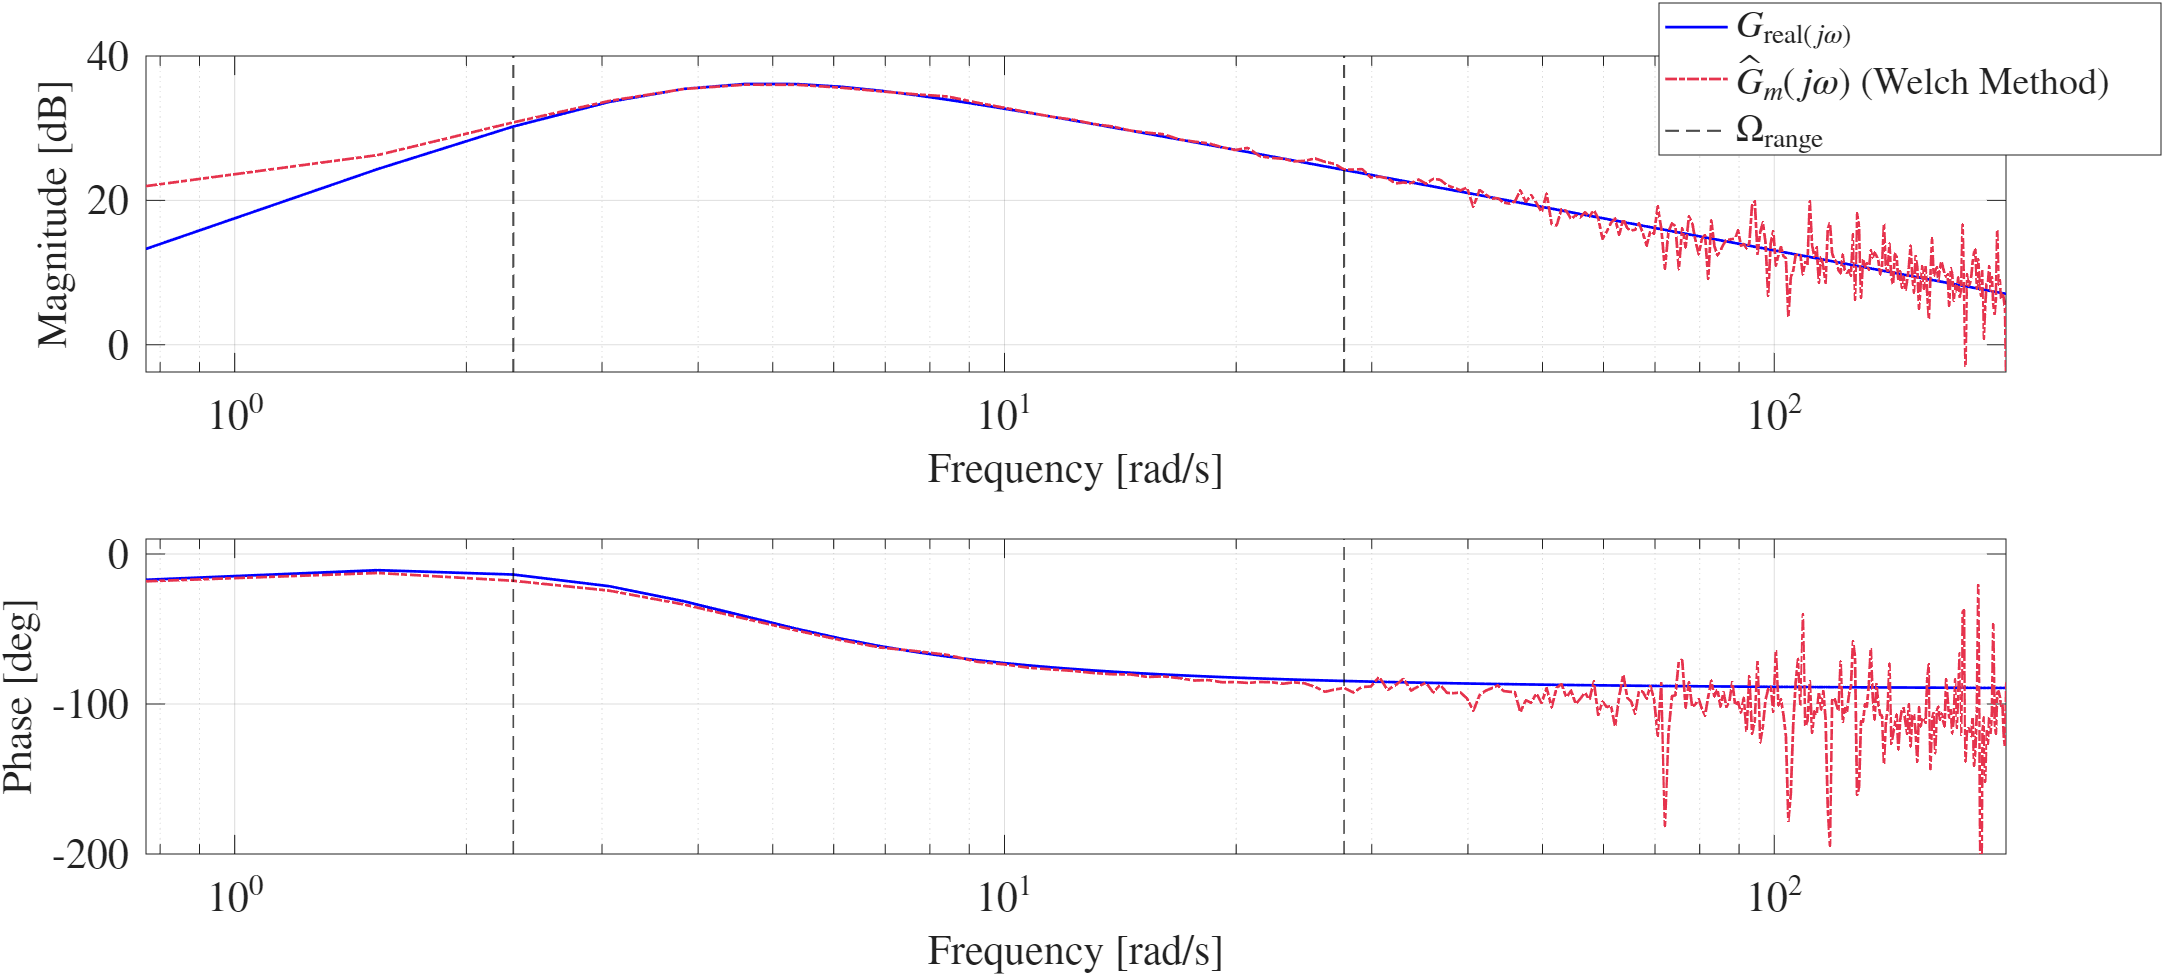 G_real(jω)
Ĝ_m(jω) (Welch Method)
Ω_range
Magnitude [dB]
40
20
0
10^0 10^1 10^2
Frequency [rad/s]
Phase [deg]
0
-100
-200
10^0 10^1 10^2
Frequency [rad/s]